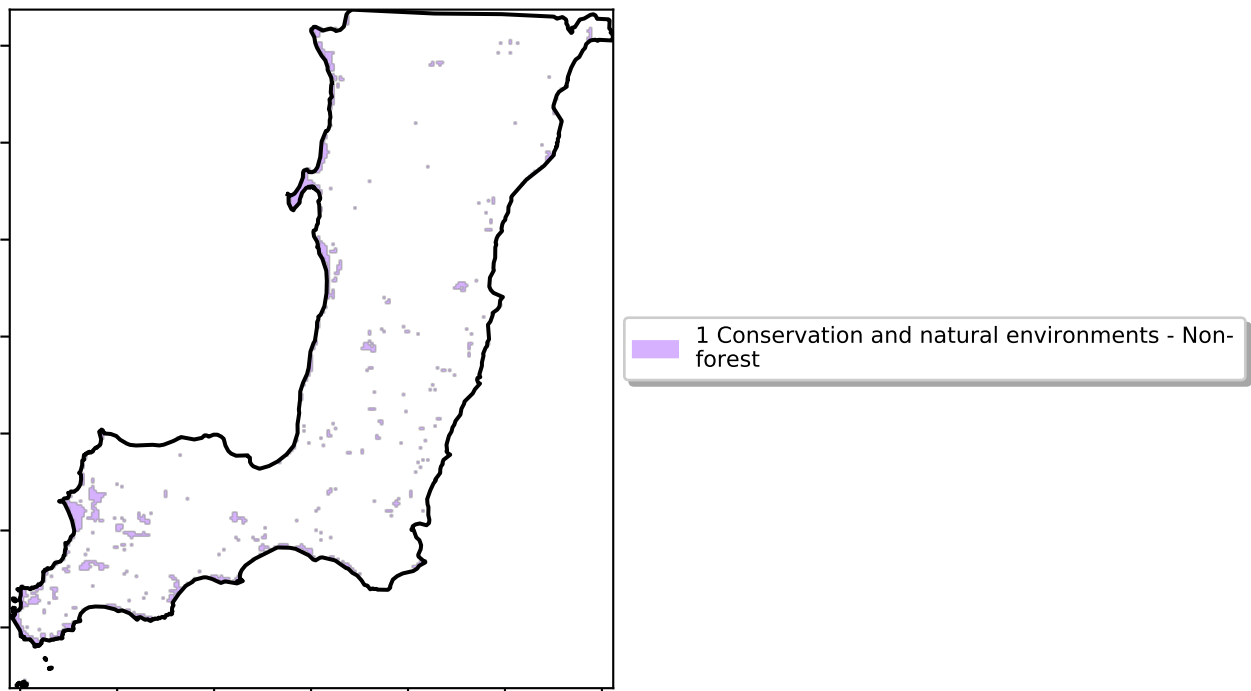 1 Conservation and natural environments - Non-
forest